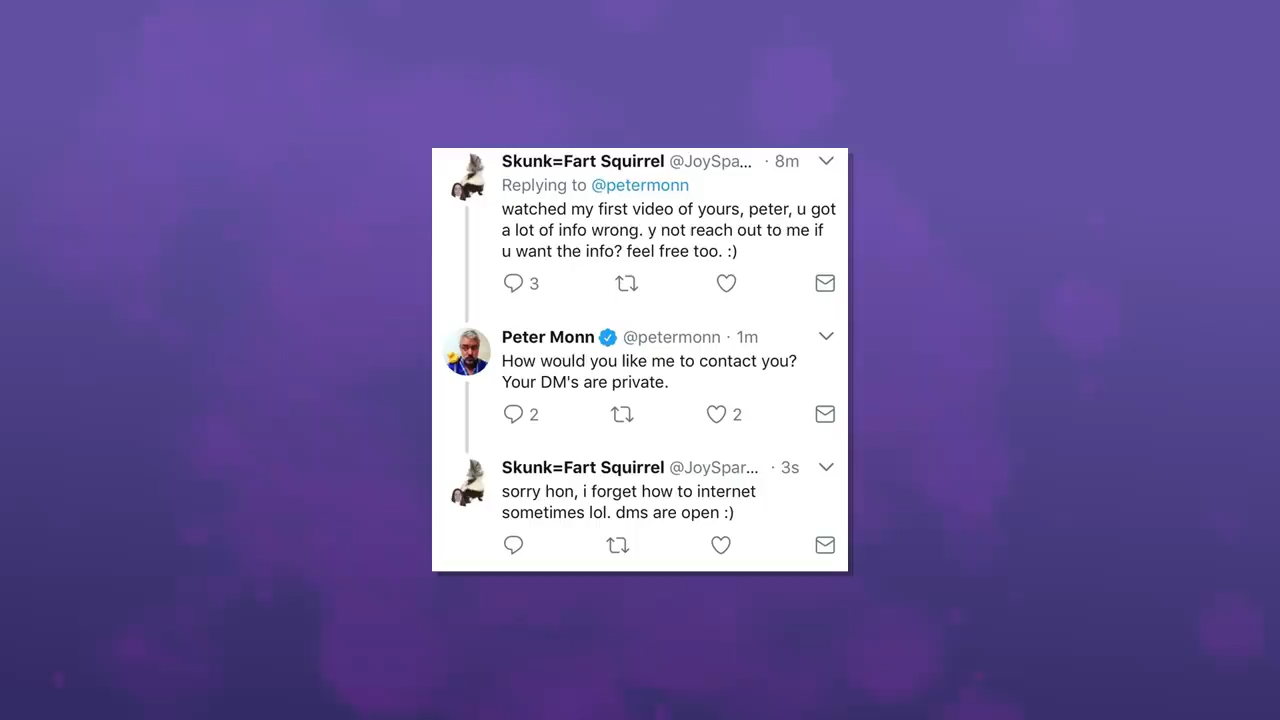 Skunk=Fart Squirrel @JoySpa... · 8m
Replying to @petermonn
watched my first video of yours, peter, u got
a lot of info wrong. y not reach out to me if
u want the info? feel free too. :)
3
Peter Monn @petermonn · 1m
How would you like me to contact you?
Your DM's are private.
2 2
Skunk=Fart Squirrel @JoySpar... · 3s
sorry hon, i forget how to internet
sometimes lol. dms are open :)